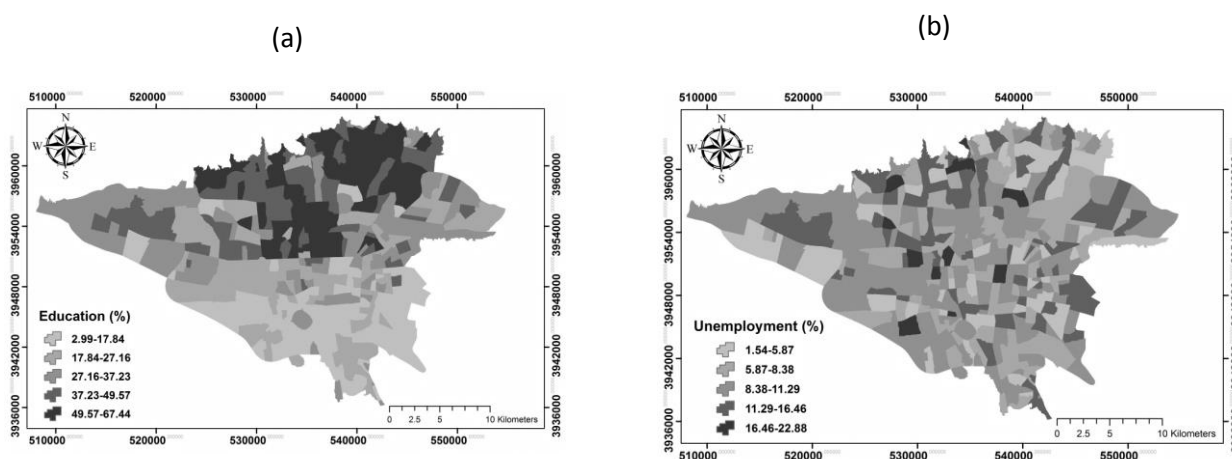 (a)
(b)
510000 520000 530000 540000 550000
N
W E
S
3960000
3954000
3948000
3942000
3936000
Education (%)
2.99-17.84
17.84-27.16
27.16-37.23
37.23-49.57
49.57-67.44
0 2.5 5 10 Kilometers
510000 520000 530000 540000 550000
510000 520000 530000 540000 550000
N
W E
S
3960000
3954000
3948000
3942000
3936000
Unemployment (%)
1.54-5.87
5.87-8.38
8.38-11.29
11.29-16.46
16.46-22.88
0 2.5 5 10 Kilometers
510000 520000 530000 540000 550000